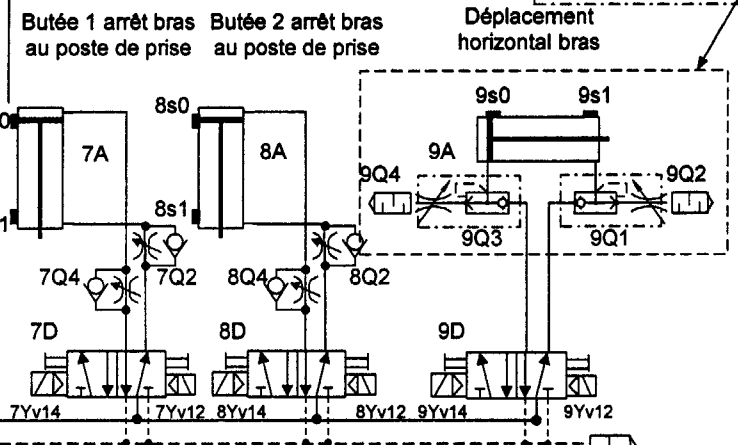 Butée 1 arrêt bras
au poste de prise
Butée 2 arrêt bras
au poste de prise
Déplacement
horizontal bras
0
7A
1
8s0
8A
8s1
9s0
9s1
9A
9Q4
9Q2
9Q3
9Q1
7Q4
7Q2
8Q4
8Q2
7D
8D
9D
7Yv14
7Yv12
8Yv14
8Yv12
9Yv14
9Yv12